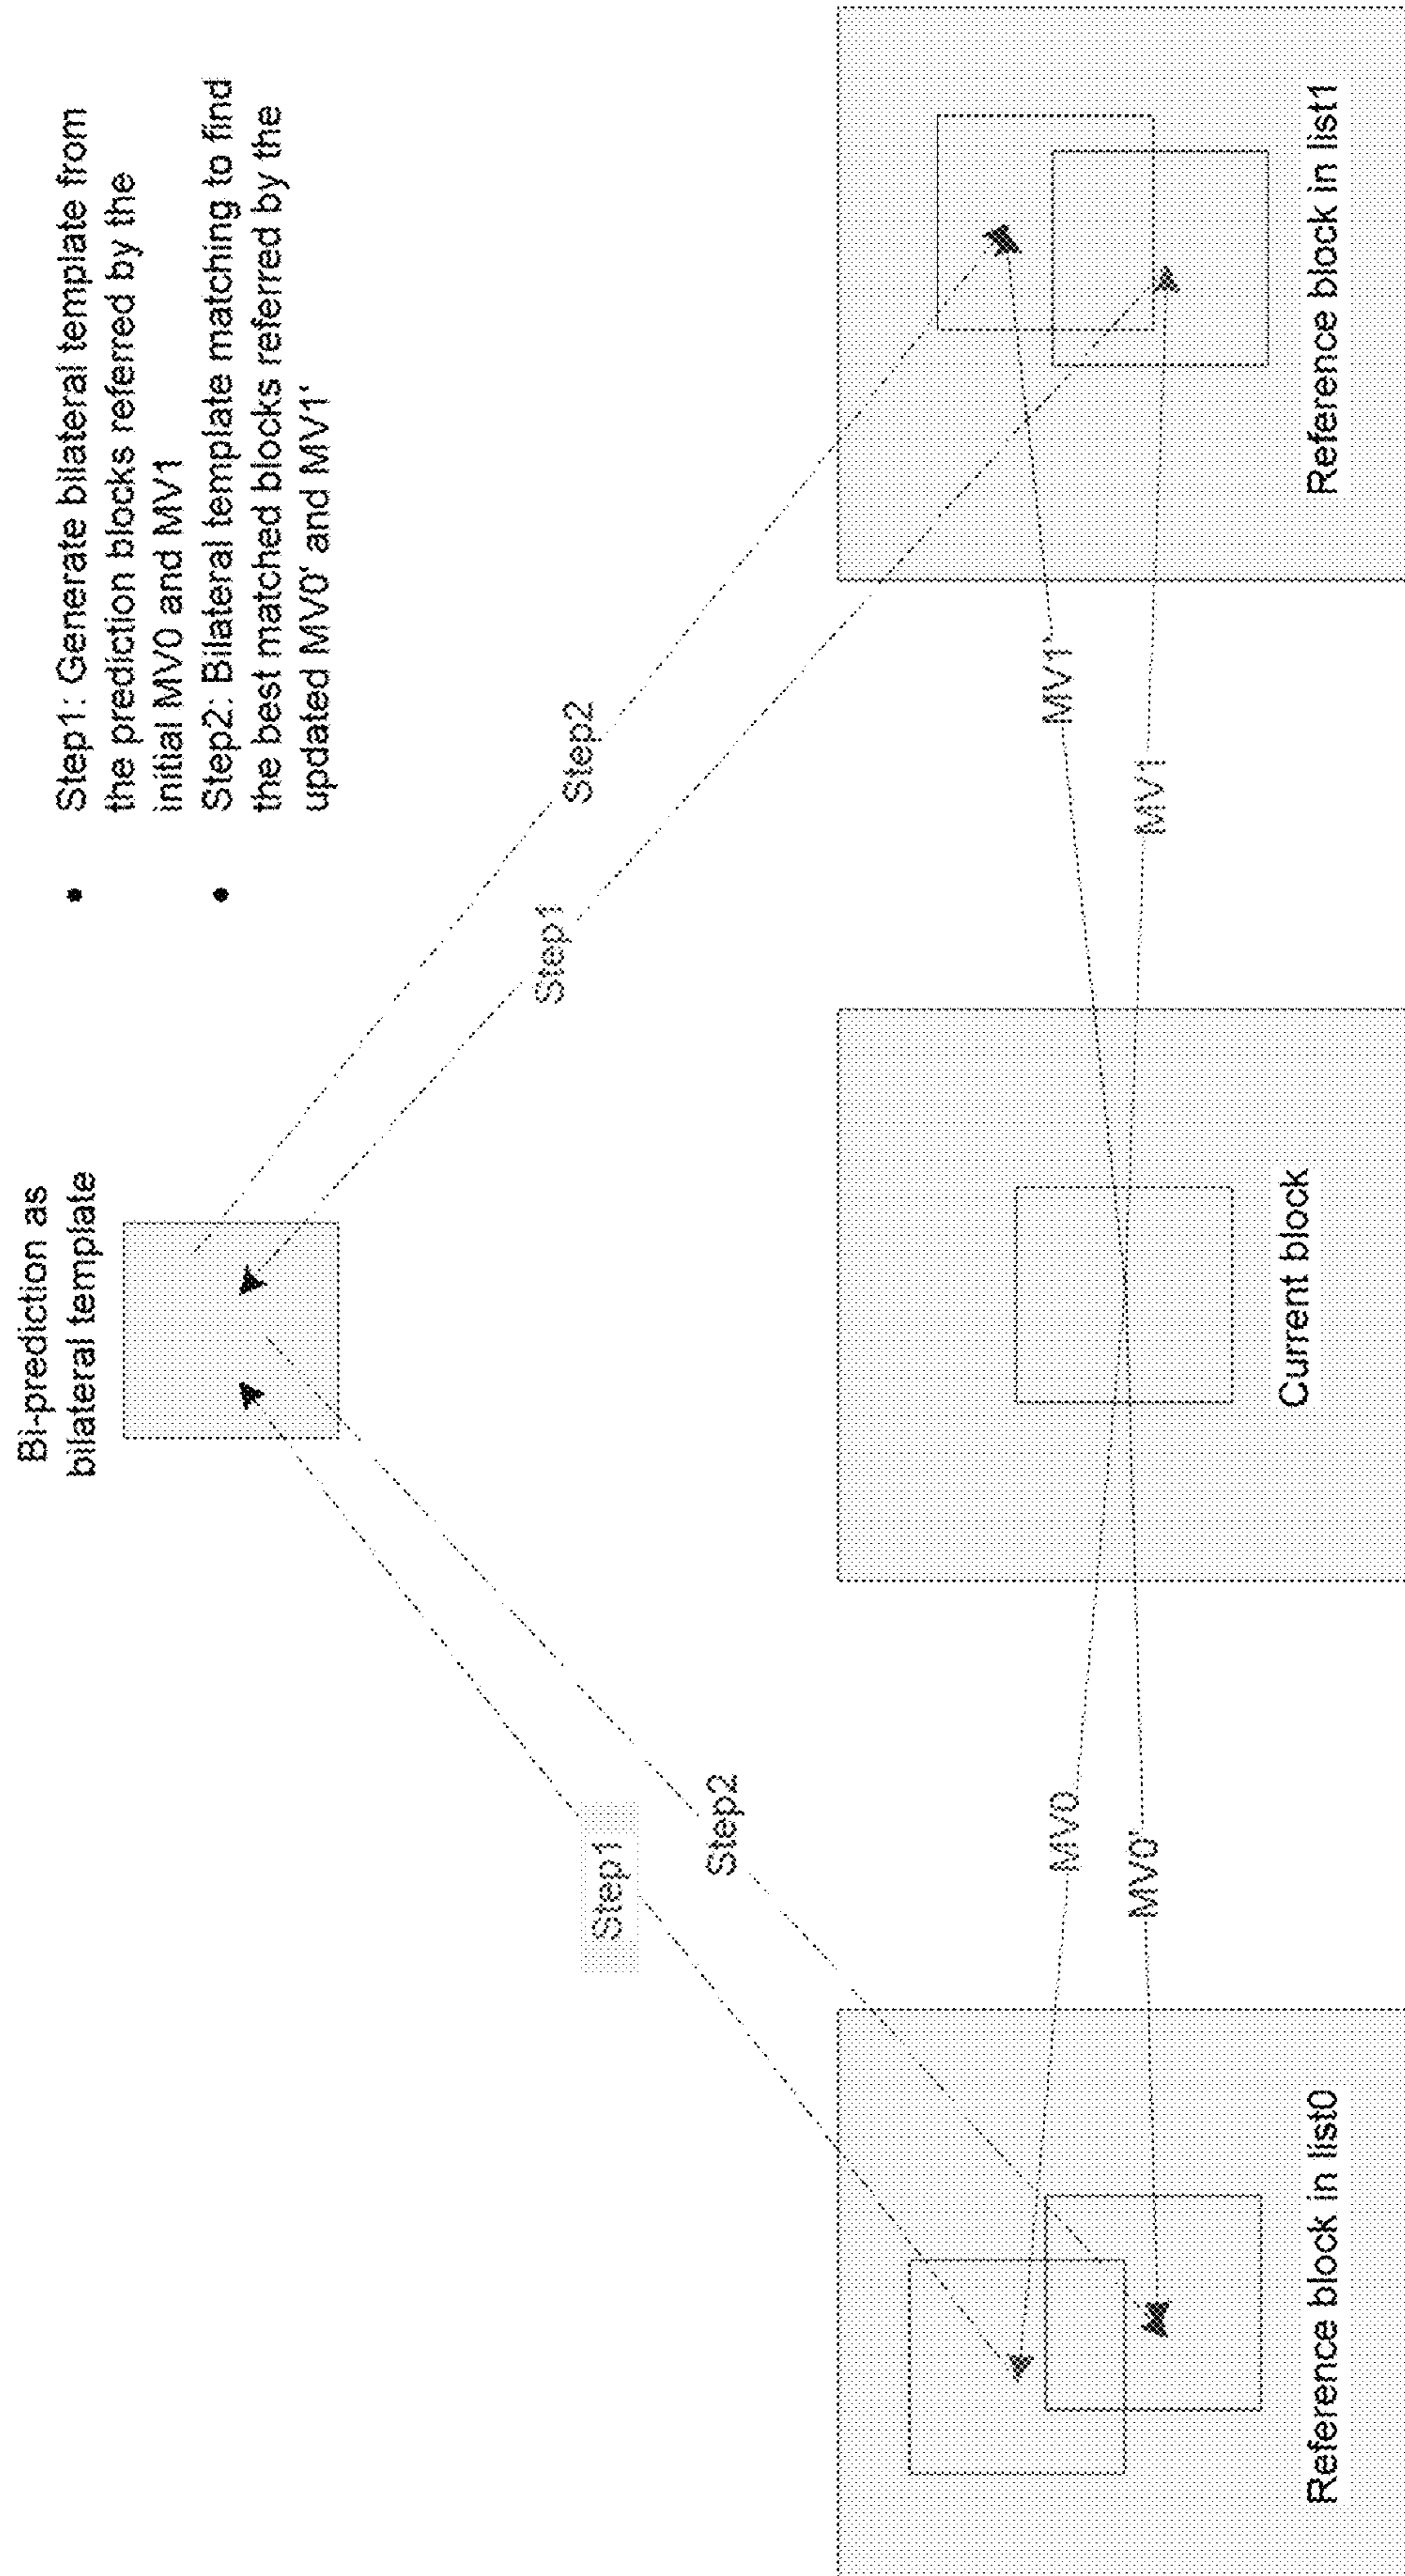 Bi-prediction as
bilateral template
• Step1: Generate bilateral template from
the prediction blocks referred by the
initial MV0 and MV1
• Step2: Bilateral template matching to find
the best matched blocks referred by the
updated MV0' and MV1'
Step1
Step2
Step1
Step2
MV0
MV0'
MV1'
MV1
Reference block in list0
Current block
Reference block in list1